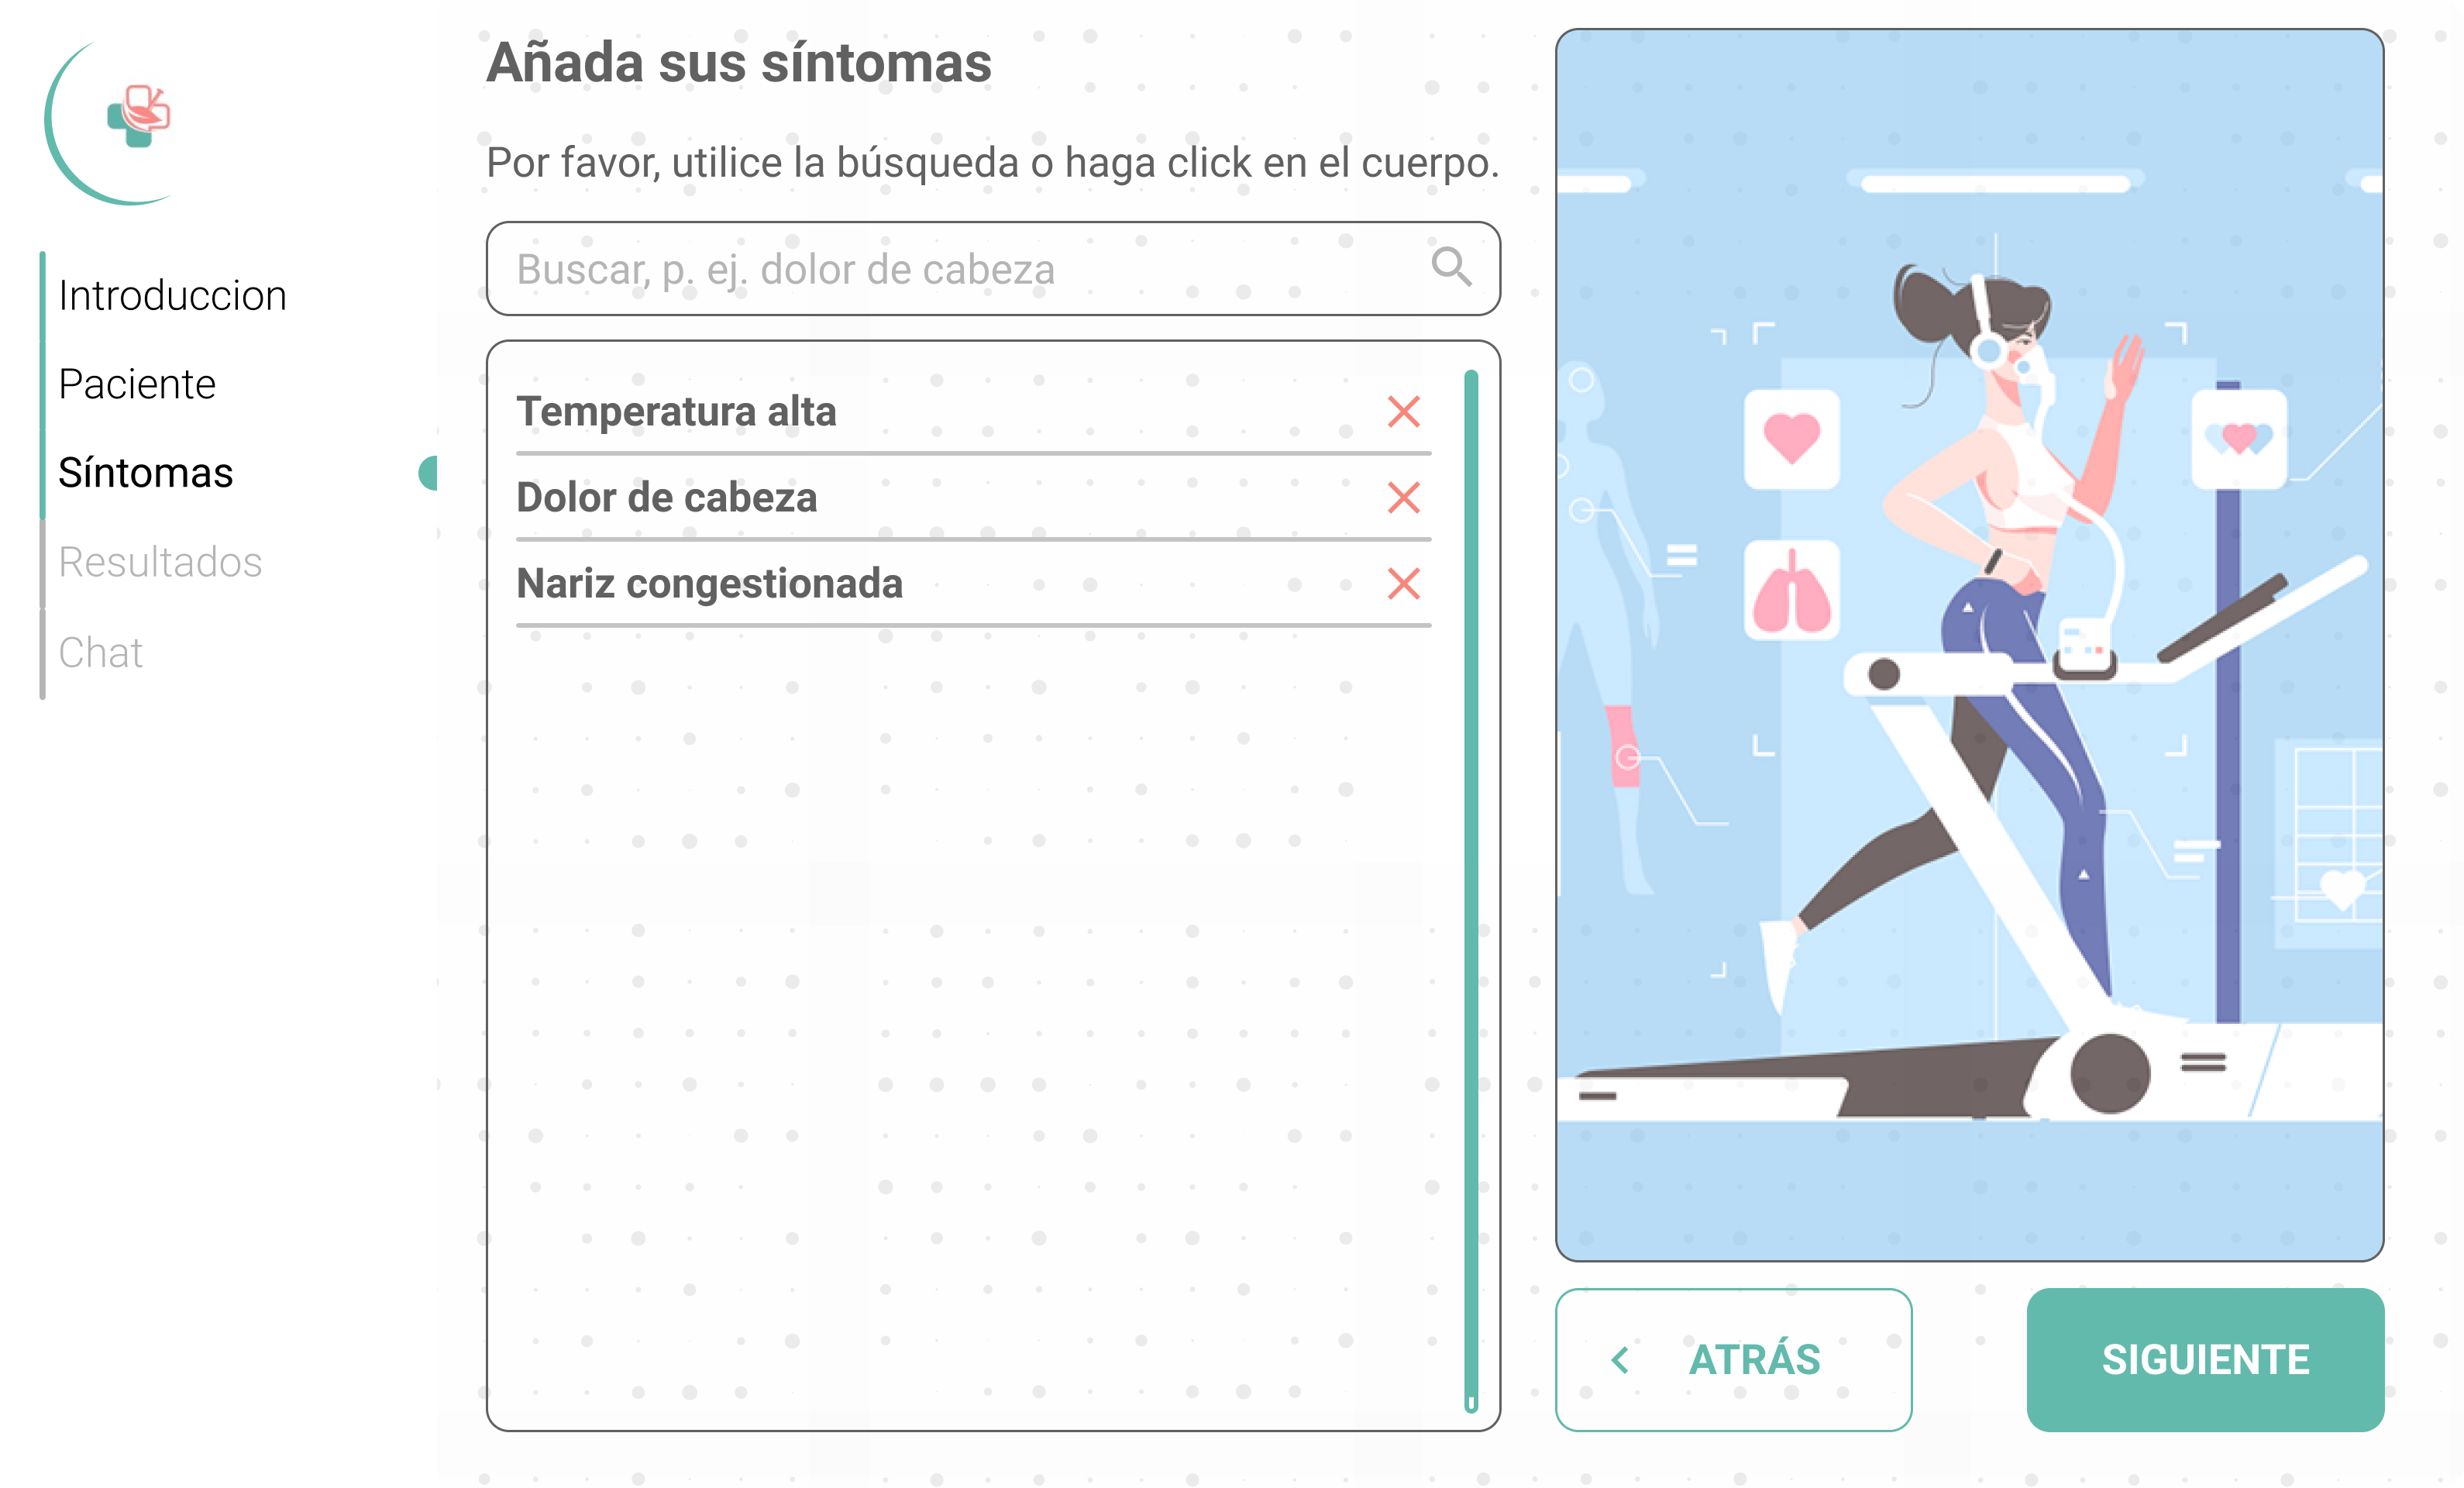 Añada sus síntomas
Por favor, utilice la búsqueda o haga click en el cuerpo.
Buscar, p. ej. dolor de cabeza
Introduccion
Paciente
Síntomas
Resultados
Chat
Temperatura alta
Dolor de cabeza
Nariz congestionada
ATRÁS
SIGUIENTE